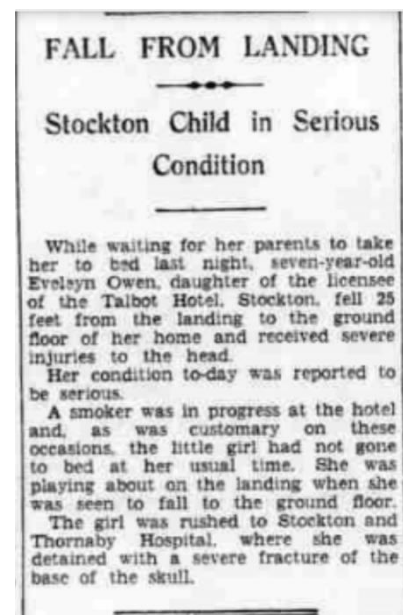 FALL FROM LANDING
Stockton Child in Serious
Condition
While waiting for her parents to take
her to bed last night, seven-year-old
Evelsyn Owen, daughter of the licensee
of the Talbot Hotel, Stockton, fell 25
feet from the landing to the ground
floor of her home and received severe
injuries to the head.
Her condition to-day was reported to
be serious.
A smoker was in progress at the hotel
and, as was customary on these
occasions, the little girl had not gone
to bed at her usual time. She was
playing about on the landing when she
was seen to fall to the ground floor.
The girl was rushed to Stockton and
Thornaby Hospital, where she was
detained with a severe fracture of the
base of the skull.